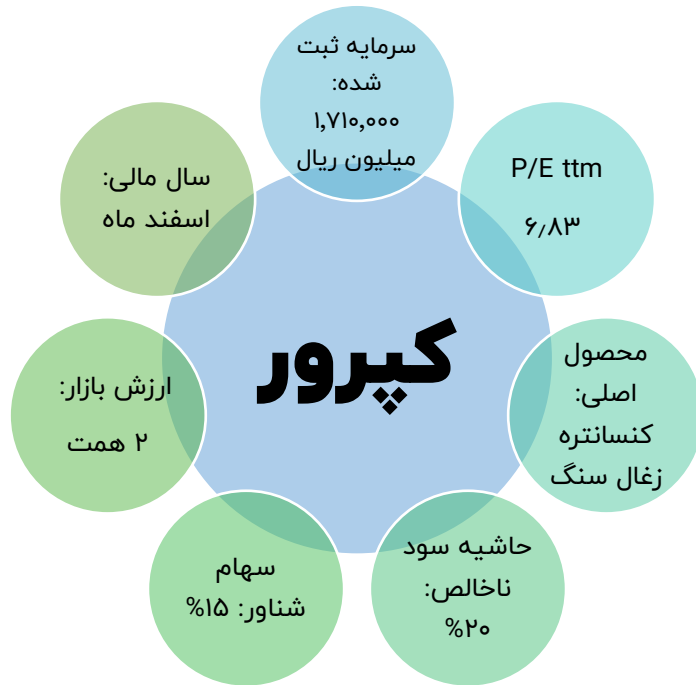 سرمایه ثبت
شده:
۱,۷۱۰,۰۰۰
میلیون ریال
P/E ttm
۶٫۸۳
محصول
اصلی:
کنسانتره
زغال سنگ
حاشیه سود
ناخالص:
%۲۰
سهام
شناور: ۱۵%
ارزش بازار:
۲ همت
سال مالی:
اسفند ماه
کپرور